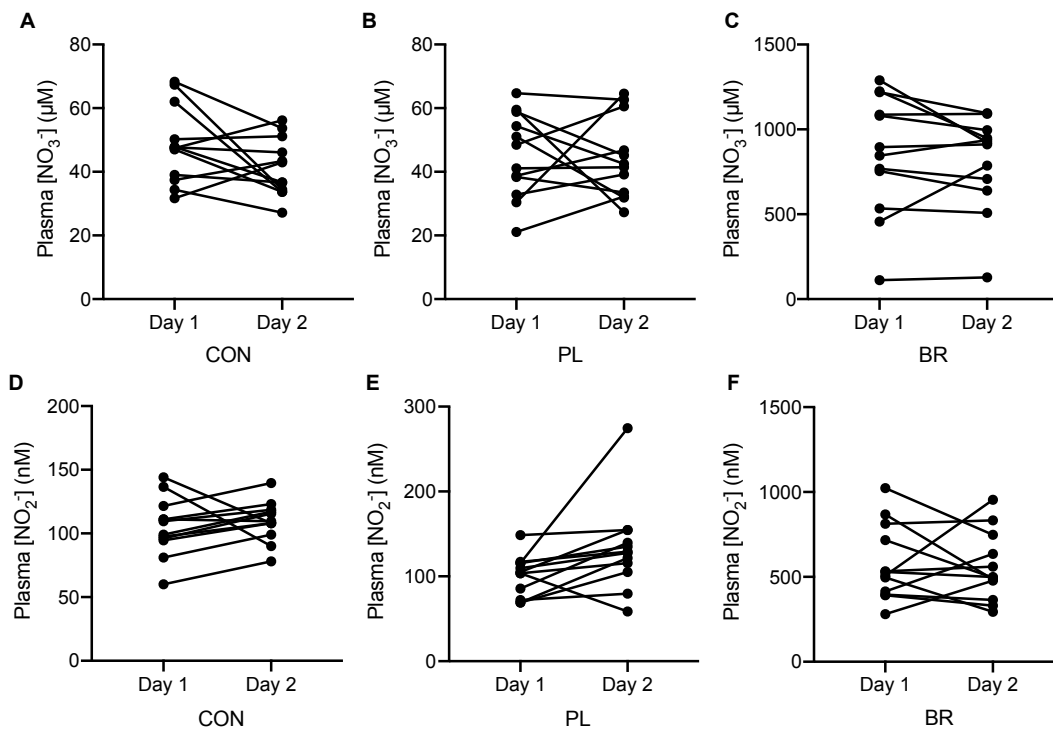 A
Plasma [NO₃⁻] (µM)
80
60
40
20
0
Day 1 Day 2
CON
B
Plasma [NO₃⁻] (µM)
80
60
40
20
0
Day 1 Day 2
PL
C
Plasma [NO₃⁻] (µM)
1500
1000
500
0
Day 1 Day 2
BR
D
Plasma [NO₂⁻] (nM)
200
150
100
50
0
Day 1 Day 2
CON
E
Plasma [NO₂⁻] (nM)
300
200
100
0
Day 1 Day 2
PL
F
Plasma [NO₂⁻] (nM)
1500
1000
500
0
Day 1 Day 2
BR